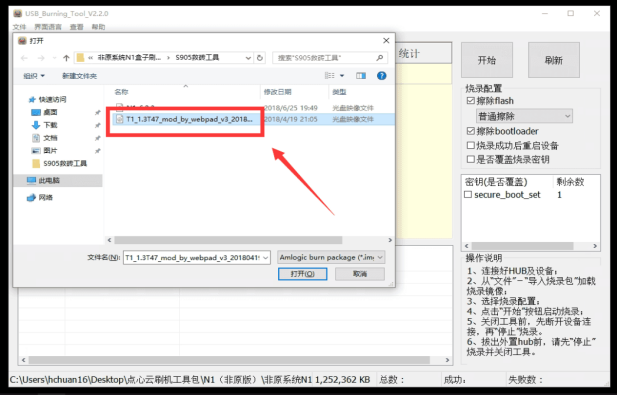 USB_Burning_Tool_V2.2.0
文件 界面语言 查看 帮助
打开
« 非原系统N1盒子刷... › S905救砖工具
搜索"S905救砖工具"
组织 新建文件夹
名称 修改日期 类型
快速访问
桌面
下载
文档
图片
S905救砖工具
此电脑
网络
2018/6/25 19:49 光盘映像文件
T1_1.3T47_mod_by_webpad_v3_2018... 2018/4/19 21:05 光盘映像文件
文件名(N): T1_1.3T47_mod_by_webpad_v3_2018041
Amlogic burn package (*.img
打开(O) 取消
统计
开始 刷新
烧录配置
擦除flash
普通擦除
擦除bootloader
烧录成功后重启设备
是否覆盖烧录密钥
密钥(是否覆盖) 剩余数
secure_boot_set 1
操作说明
1、连接好HUB及设备;
2、从"文件"-"导入烧录包"加载
烧录镜像;
3、选择烧录配置;
4、点击"开始"按钮启动烧录;
5、关闭工具前,先断开设备连
接,再"停止"。
6、拔出外置hub前,请先"停止"
烧录并关闭工具。
C:\Users\hchuan16\Desktop\点心云刷机工具包\N1(非原版)\非原系统N1 1,252,362 KB 总数: 成功: 失败数: